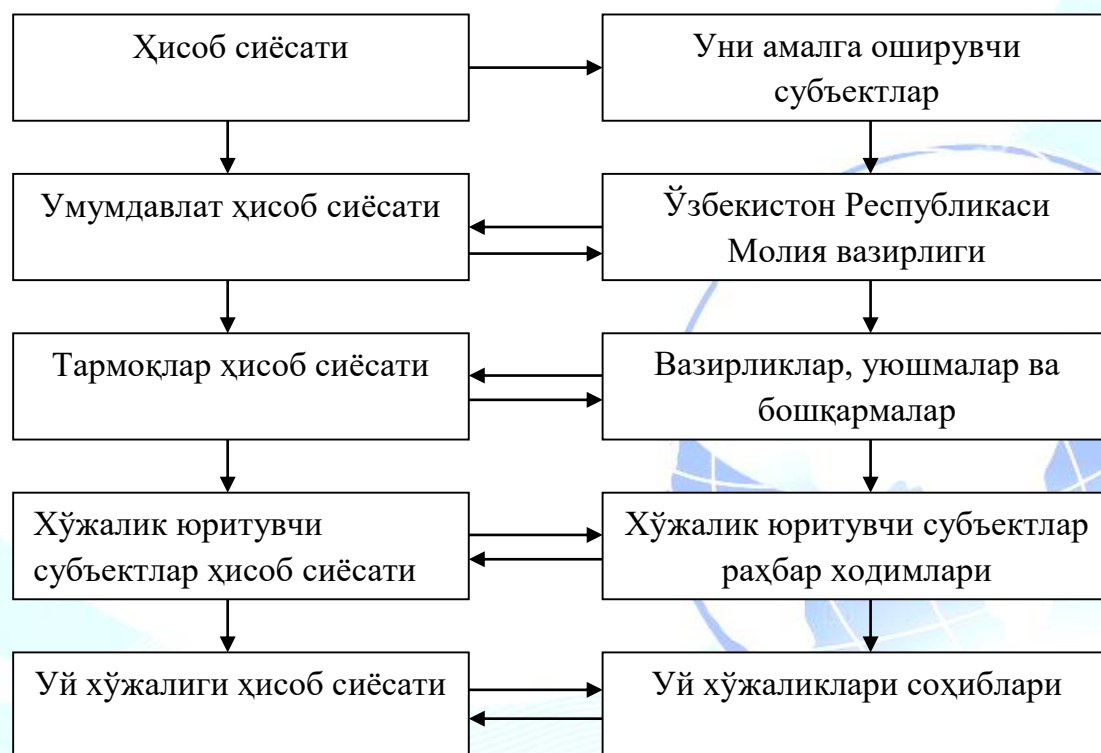 Ҳисоб сиёсати
Уни амалга оширувчи
субъектлар
Умумдавлат ҳисоб сиёсати
Ўзбекистон Республикаси
Молия вазирлиги
Тармоқлар ҳисоб сиёсати
Вазирликлар, уюшмалар ва
бошқармалар
Хўжалик юритувчи
субъектлар ҳисоб сиёсати
Хўжалик юритувчи субъектлар
раҳбар ходимлари
Уй хўжалиги ҳисоб сиёсати
Уй хўжаликлари соҳиблари